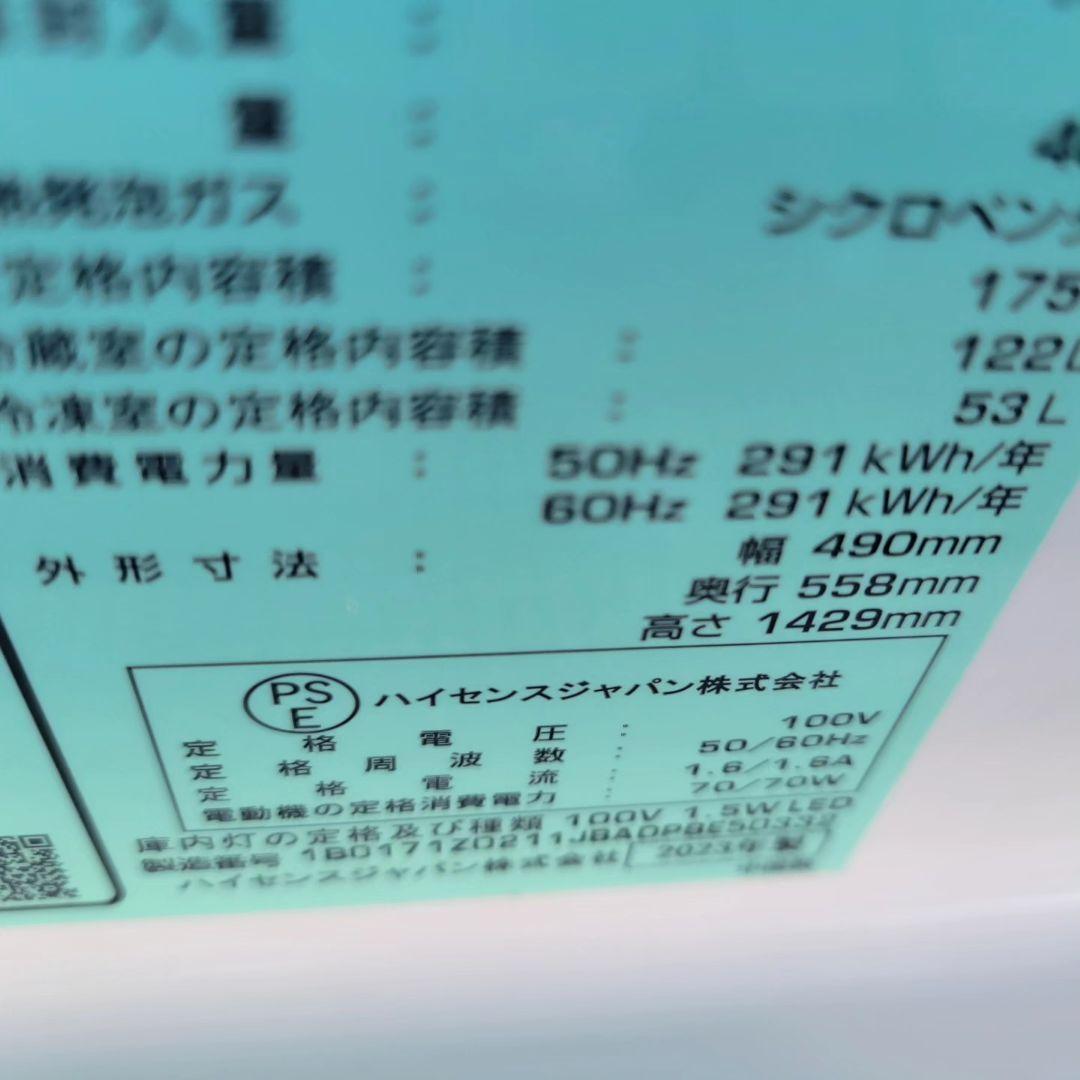 量 :
量 :
発泡ガス : シクロペンタ
定格内容積 : 175
蔵室の定格内容積 : 122L
冷凍室の定格内容積 : 53L
消費電力量 : 50Hz 291kWh/年
60Hz 291kWh/年
外形寸法 : 幅 490mm
奥行 558mm
高さ 1429mm
PS
E
ハイセンスジャパン株式会社
定格電圧 : 100V
定格周波数 : 50/60Hz
定格電流 : 1.6/1.6A
電動機の定格消費電力 : 70/70W
庫内灯の定格及び種類 100V 1.5W LED
製造番号 1B0171Z0211JBA0PBE50332
ハイセンスジャパン株式会社 2023年製